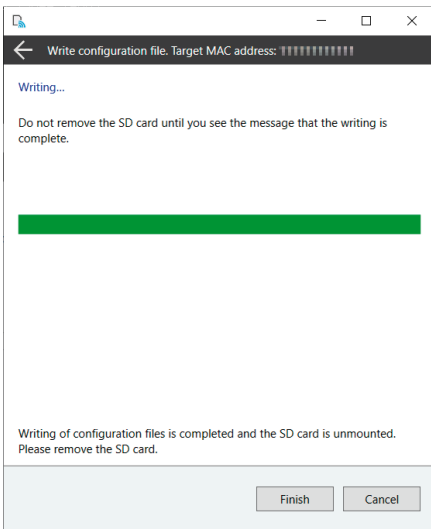 Write configuration file. Target MAC address:
Writing...
Do not remove the SD card until you see the message that the writing is
complete.
Writing of configuration files is completed and the SD card is unmounted.
Please remove the SD card.
Finish
Cancel